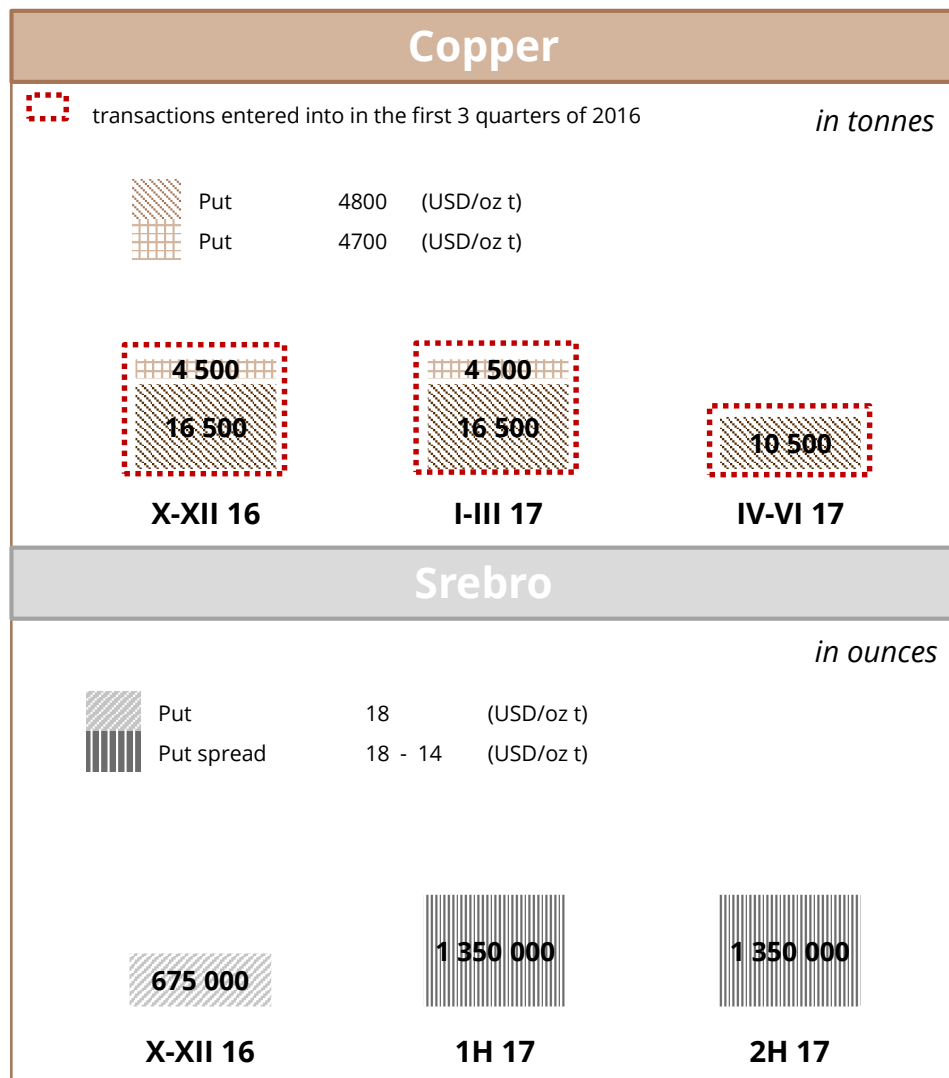 Copper
transactions entered into in the first 3 quarters of 2016
in tonnes
Put 4800 (USD/oz t)
Put 4700 (USD/oz t)
4 500 4 500
16 500 16 500 10 500
X-XII 16 I-III 17 IV-VI 17
Srebro
in ounces
Put 18 (USD/oz t)
Put spread 18 - 14 (USD/oz t)
675 000 1 350 000 1 350 000
X-XII 16 1H 17 2H 17